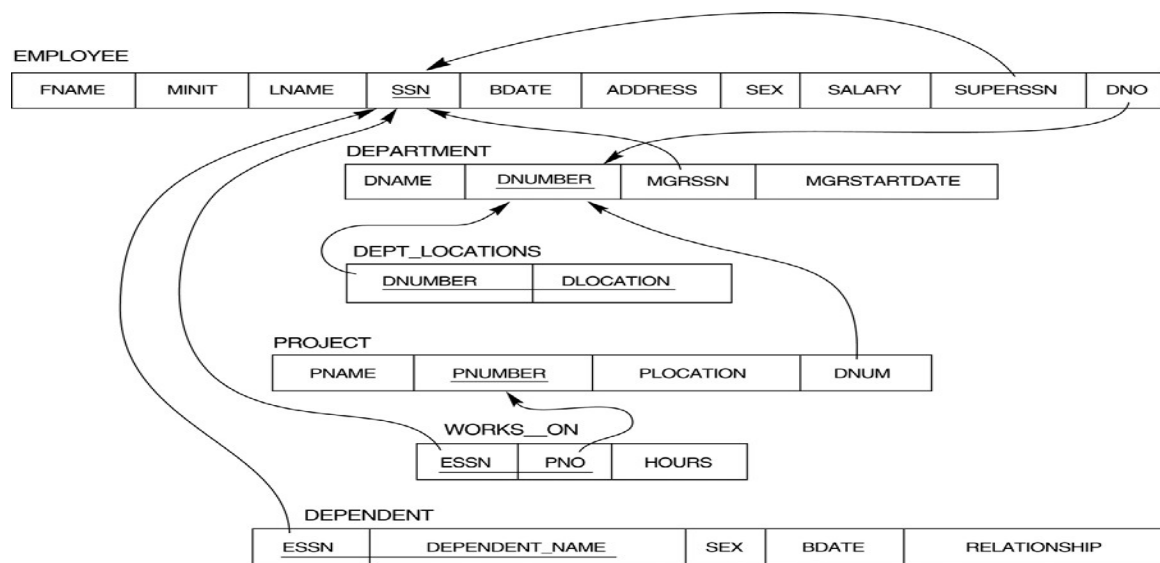 EMPLOYEE
FNAME MINIT LNAME SSN BDATE ADDRESS SEX SALARY SUPERSSN DNO
DEPARTMENT
DNAME DNUMBER MGRSSN MGRSTARTDATE
DEPT_LOCATIONS
DNUMBER DLOCATION
PROJECT
PNAME PNUMBER PLOCATION DNUM
WORKS_ON
ESSN PNO HOURS
DEPENDENT
ESSN DEPENDENT_NAME SEX BDATE RELATIONSHIP